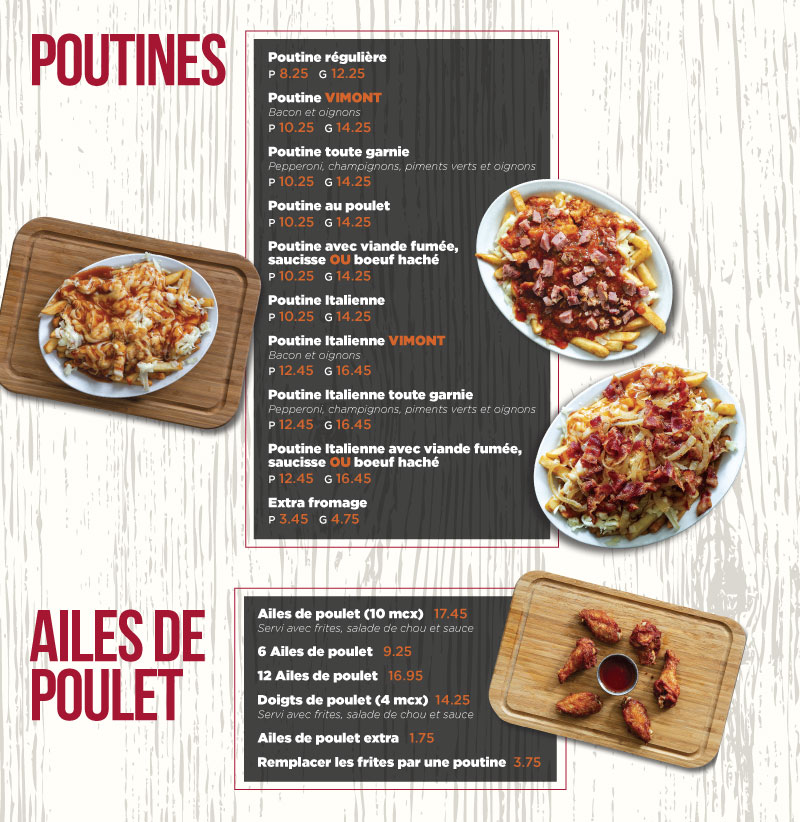 POUTINES
Poutine régulière
P 8.25 G 12.25
Poutine VIMONT
Bacon et oignons
P 10.25 G 14.25
Poutine toute garnie
Pepperoni, champignons, piments verts et oignons
P 10.25 G 14.25
Poutine au poulet
P 10.25 G 14.25
Poutine avec viande fumée,
saucisse OU boeuf haché
P 10.25 G 14.25
Poutine Italienne
P 10.25 G 14.25
Poutine Italienne VIMONT
Bacon et oignons
P 12.45 G 16.45
Poutine Italienne toute garnie
Pepperoni, champignons, piments verts et oignons
P 12.45 G 16.45
Poutine Italienne avec viande fumée,
saucisse OU boeuf haché
P 12.45 G 16.45
Extra fromage
P 3.45 G 4.75
AILES DE
POULET
Ailes de poulet (10 mcx) 17.45
Servi avec frites, salade de chou et sauce
6 Ailes de poulet 9.25
12 Ailes de poulet 16.95
Doigts de poulet (4 mcx) 14.25
Servi avec frites, salade de chou et sauce
Ailes de poulet extra 1.75
Remplacer les frites par une poutine 3.75